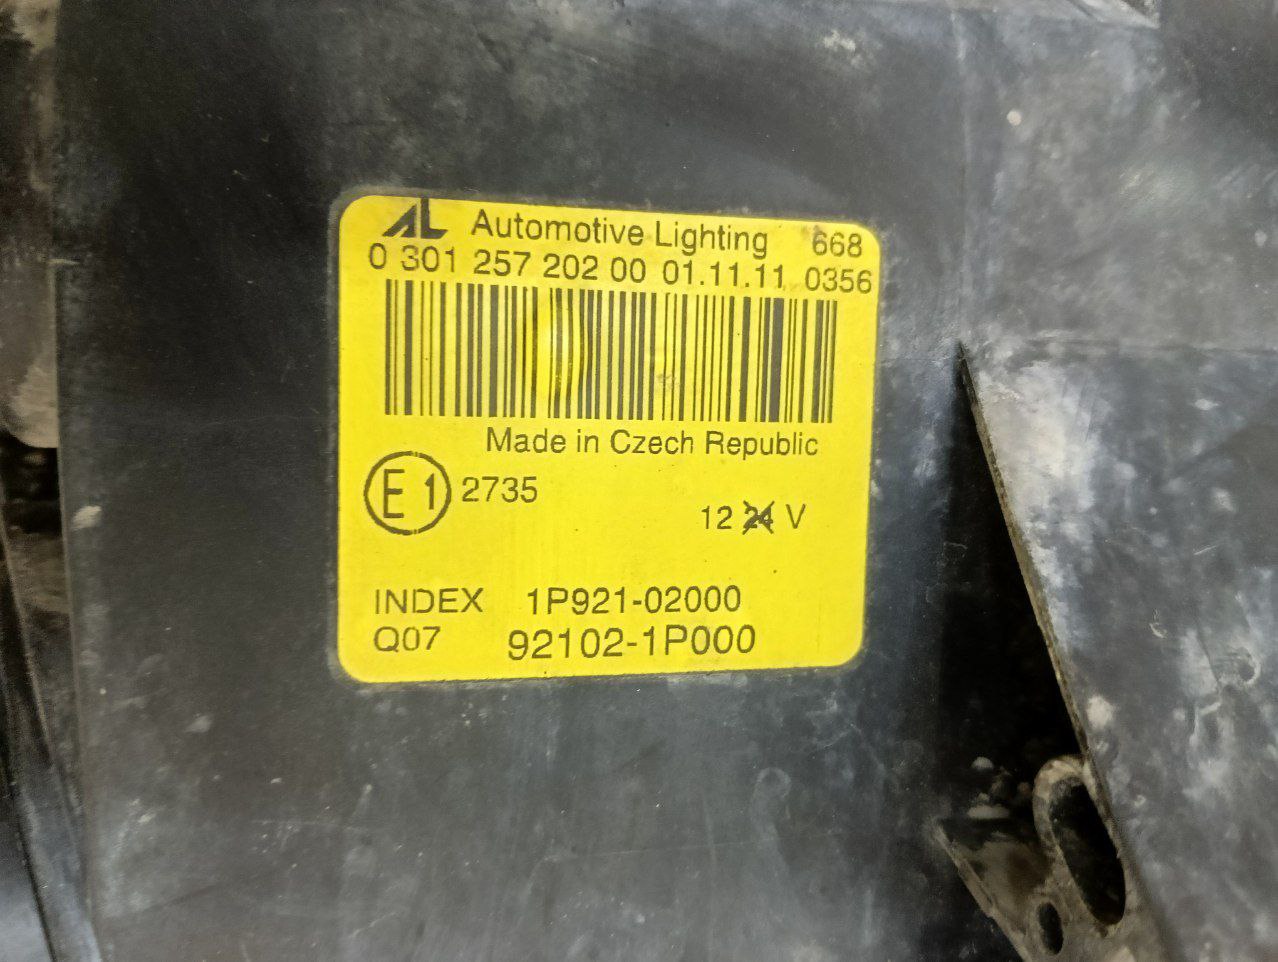 AL Automotive Lighting 668
0 301 257 202 00 01.11.11 0356
Made in Czech Republic
E1 2735
12 24 V
INDEX 1P921-02000
Q07 92102-1P000